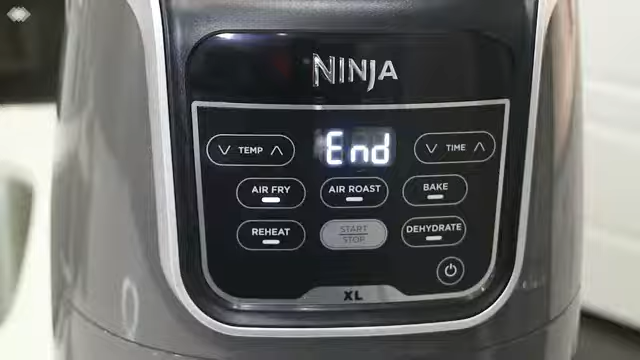 NINJA
TEMP
End
TIME
AIR FRY
AIR ROAST
BAKE
REHEAT
START
STOP
DEHYDRATE
XL